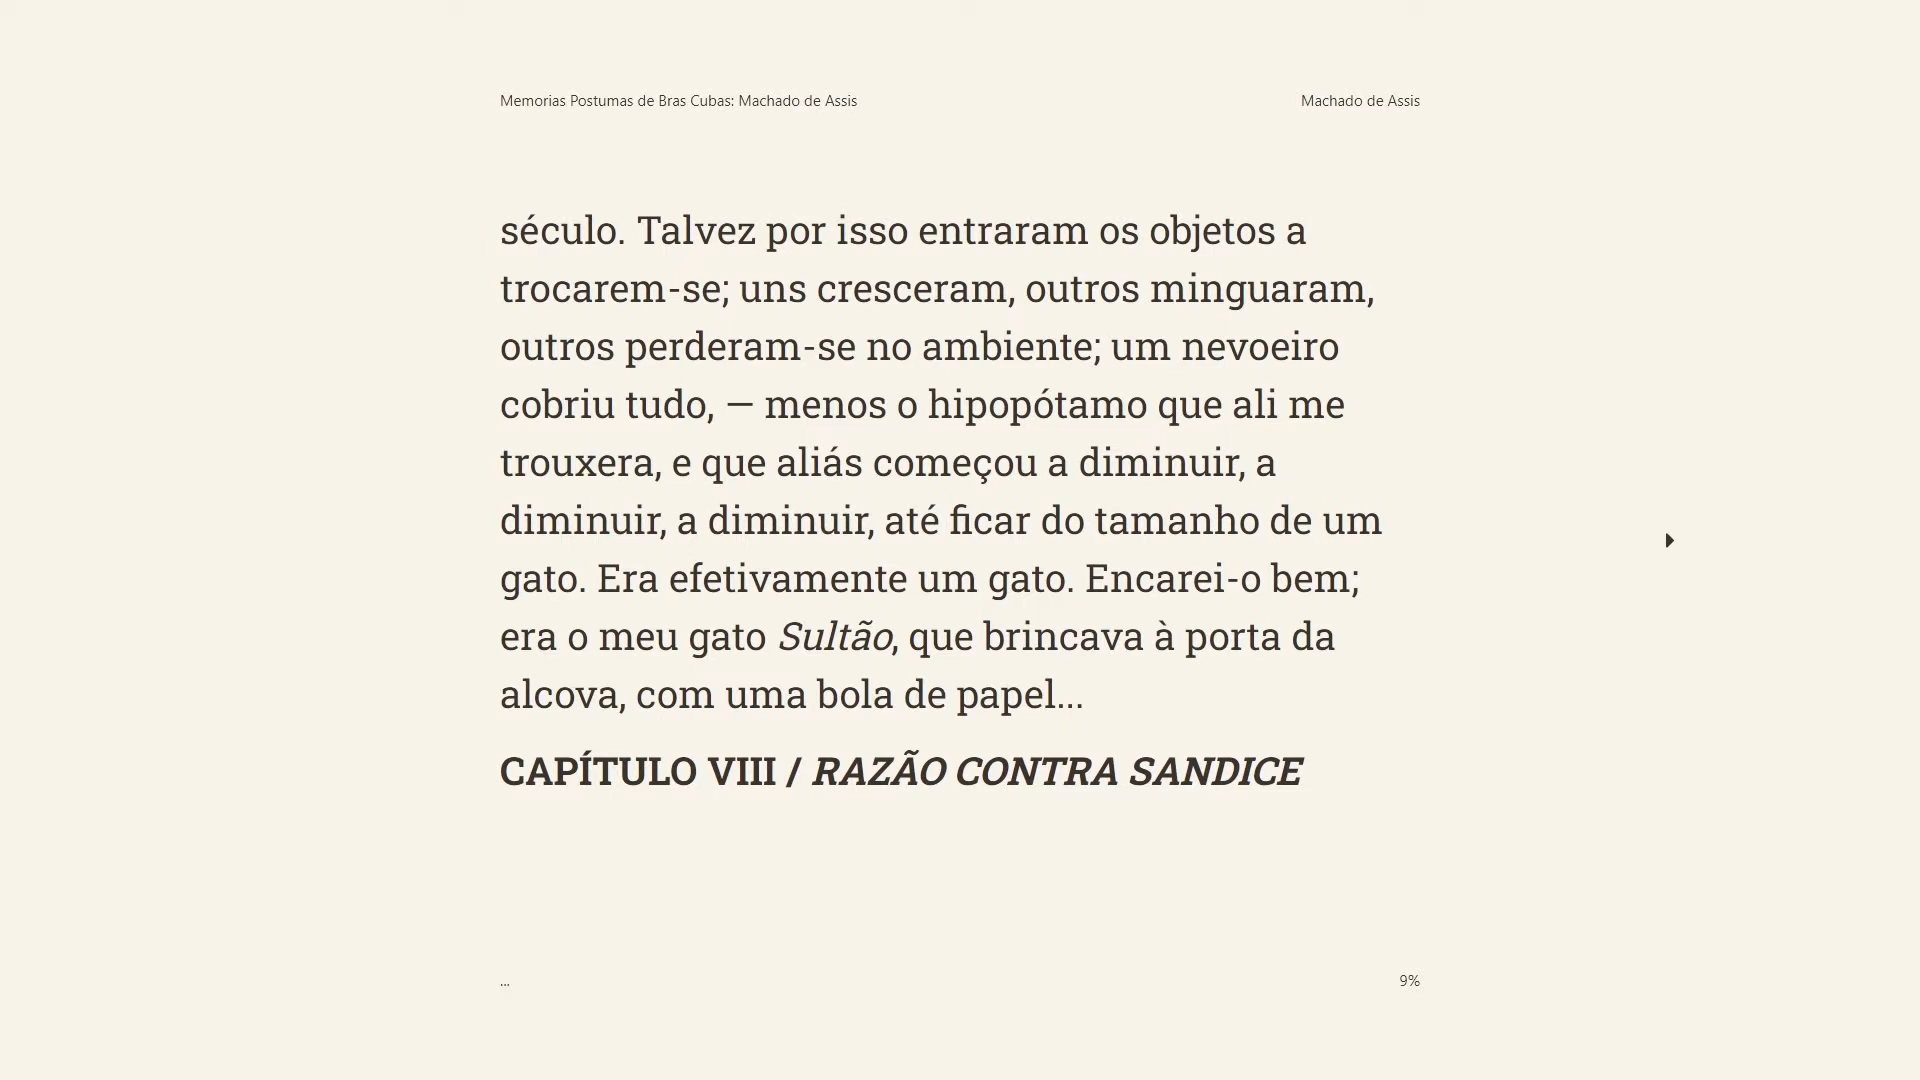 Memorias Postumas de Bras Cubas: Machado de Assis
Machado de Assis
século. Talvez por isso entraram os objetos a
trocarem-se; uns cresceram, outros minguaram,
outros perderam-se no ambiente; um nevoeiro
cobriu tudo, — menos o hipopótamo que ali me
trouxera, e que aliás começou a diminuir, a
diminuir, a diminuir, até ficar do tamanho de um
gato. Era efetivamente um gato. Encarei-o bem;
era o meu gato Sultão, que brincava à porta da
alcova, com uma bola de papel...
CAPÍTULO VIII / RAZÃO CONTRA SANDICE
...
9%